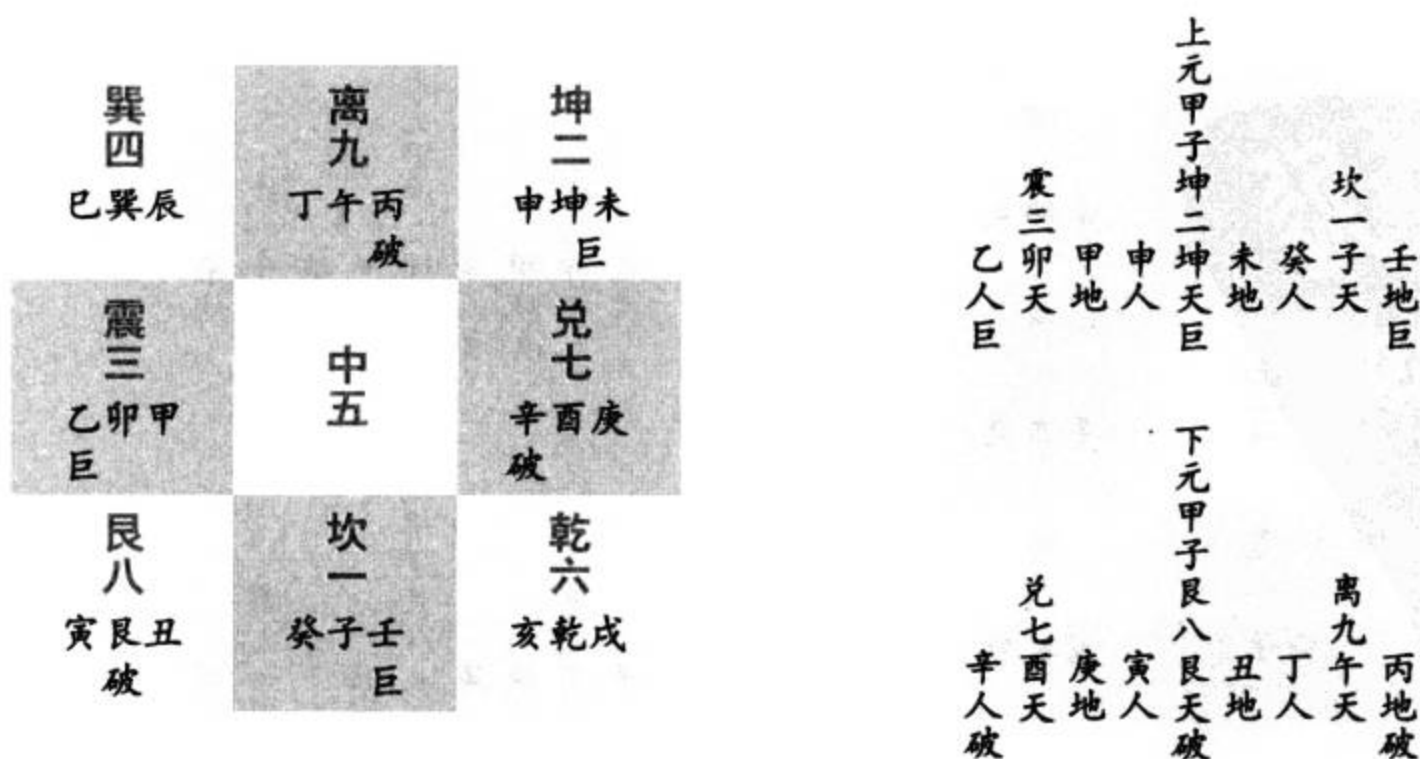 巽四
巳巽辰
离九
丁午丙
破
坤二
申坤未
巨
震三
乙卯甲
巨
中五
兑七
辛酉庚
破
艮八
寅艮丑
破
坎一
癸子壬
巨
乾六
亥乾戌
壬地巨
坎一子天
癸人
未地
上元甲子坤二坤天巨
申人
甲地
震三卯天
乙人巨
丙地破
离九午天
丁人
丑地
下元甲子艮八艮天破
寅人
庚地
兑七酉天
辛人破